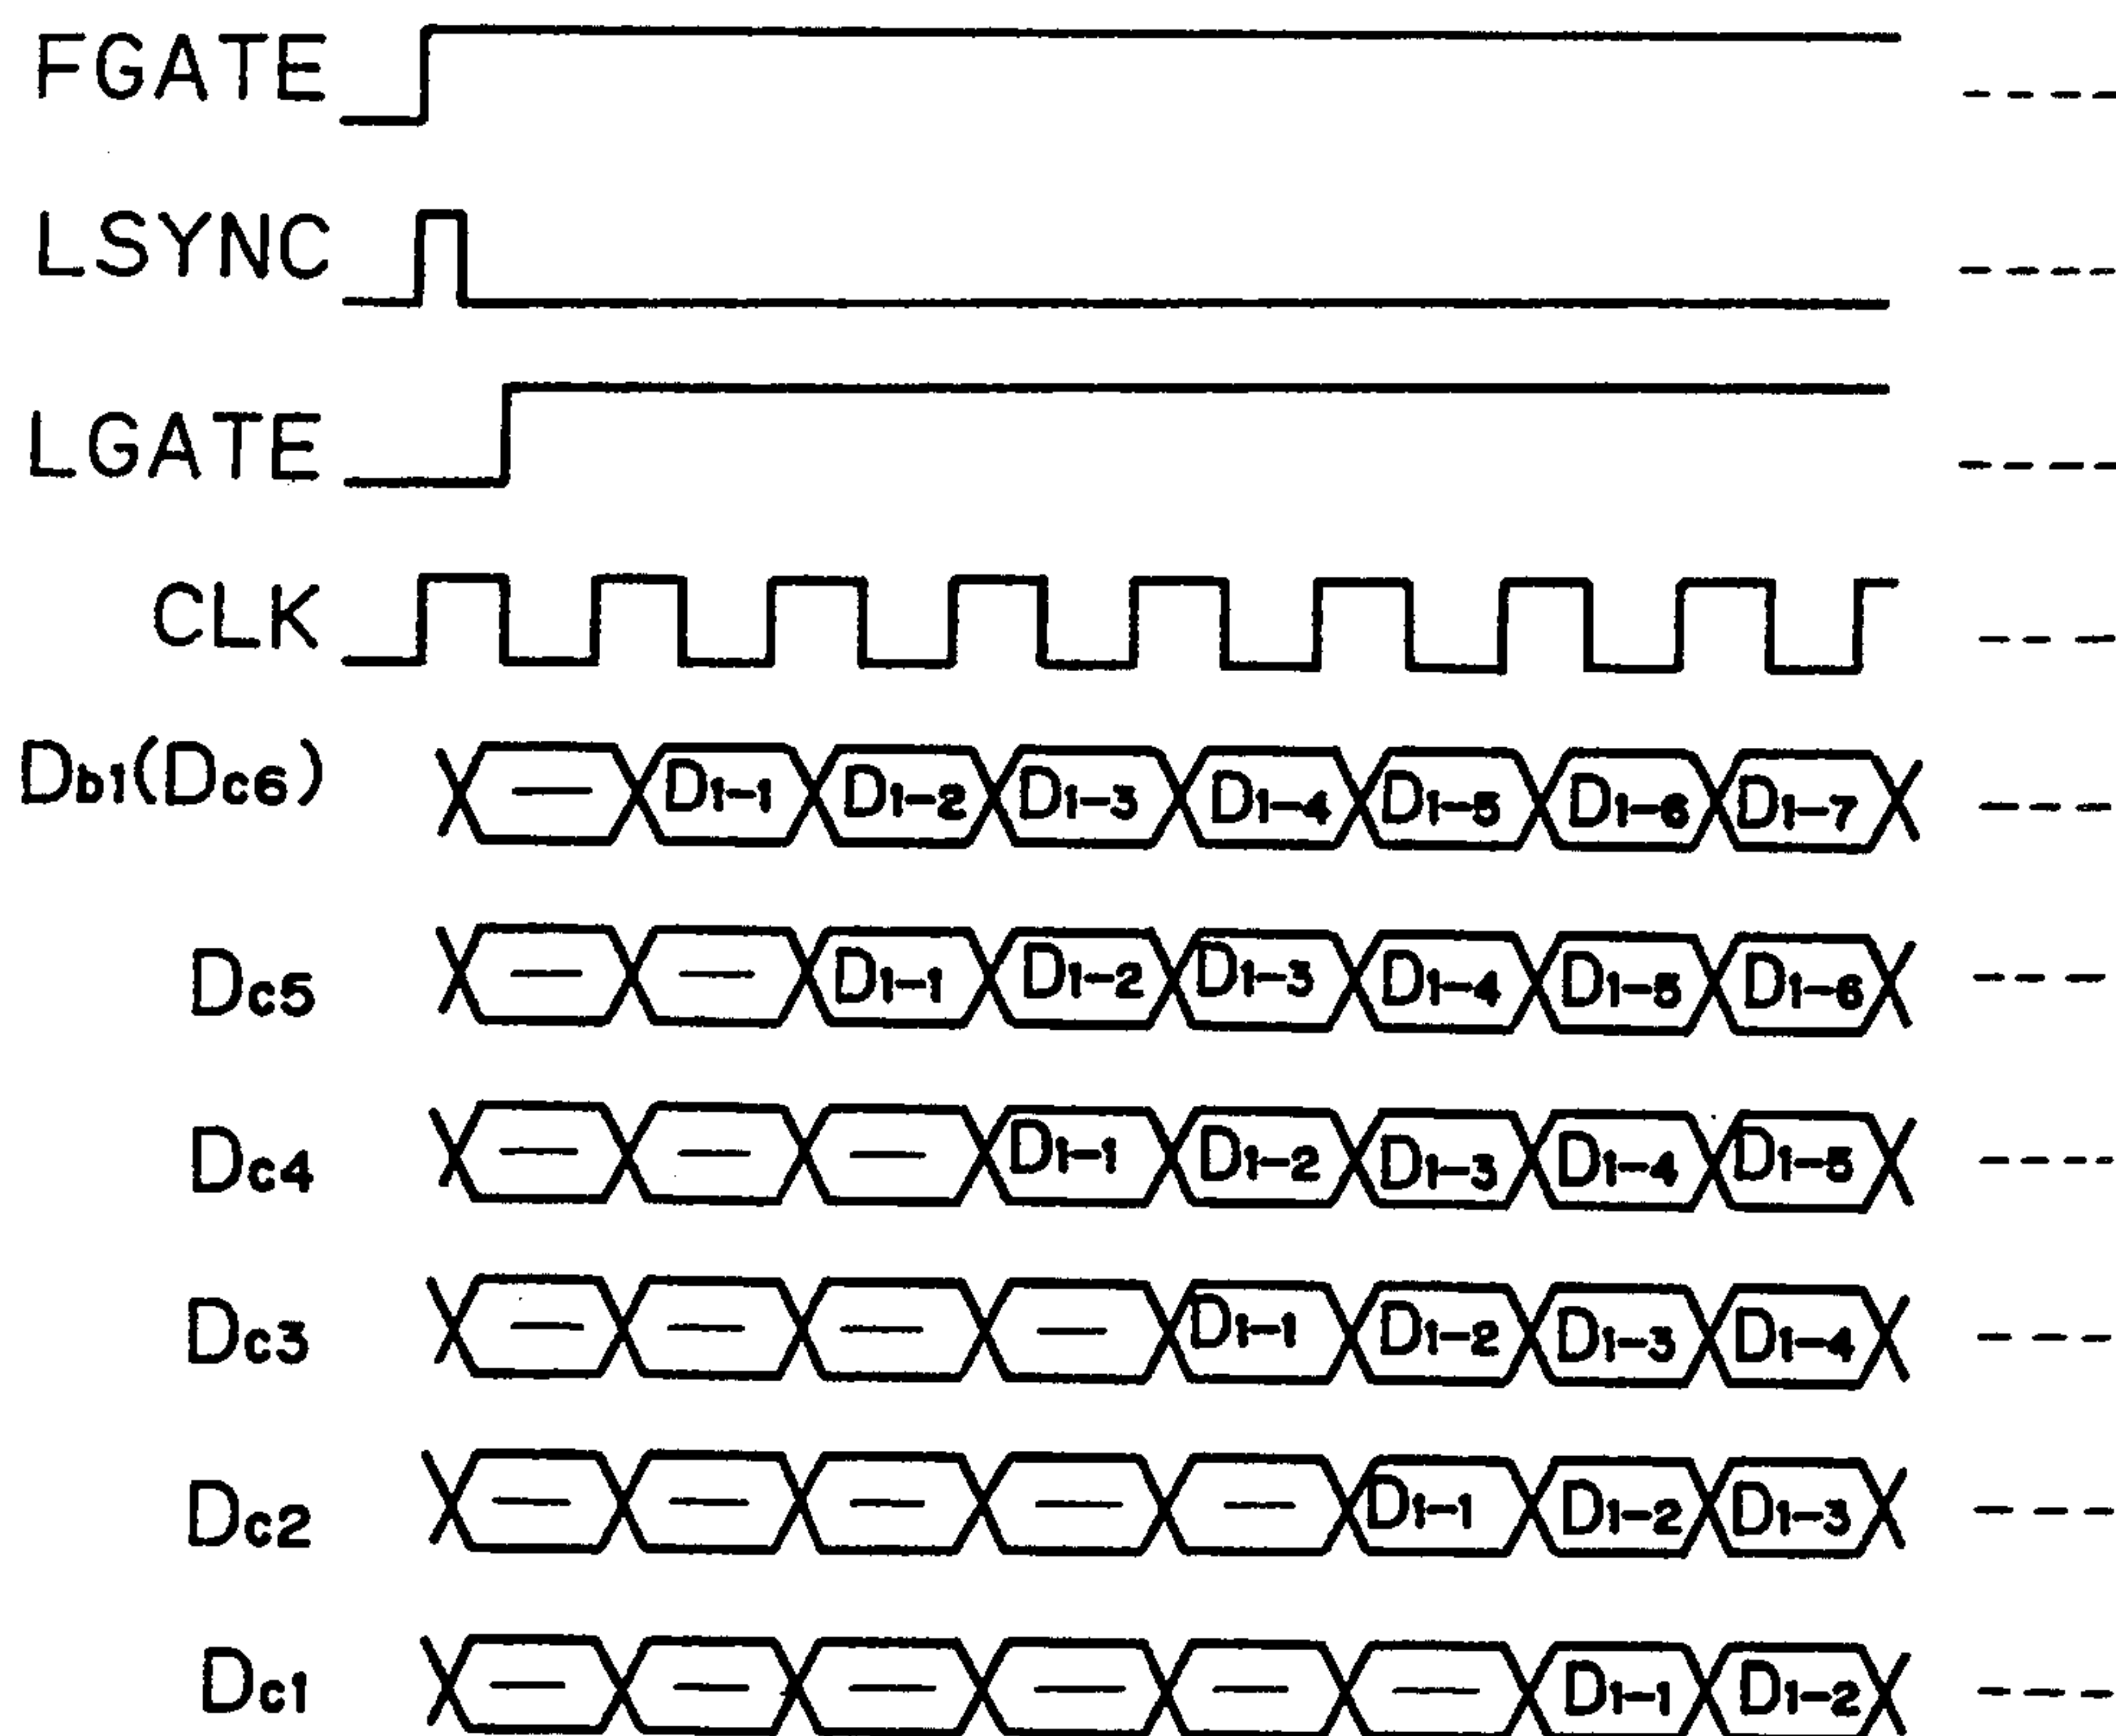 FGATE
LSYNC
LGATE
CLK
Db1(Dc6) — D1-1 D1-2 D1-3 D1-4 D1-5 D1-6 D1-7
Dc5 — — D1-1 D1-2 D1-3 D1-4 D1-5 D1-6
Dc4 — — — D1-1 D1-2 D1-3 D1-4 D1-5
Dc3 — — — — D1-1 D1-2 D1-3 D1-4
Dc2 — — — — — D1-1 D1-2 D1-3
Dc1 — — — — — — D1-1 D1-2